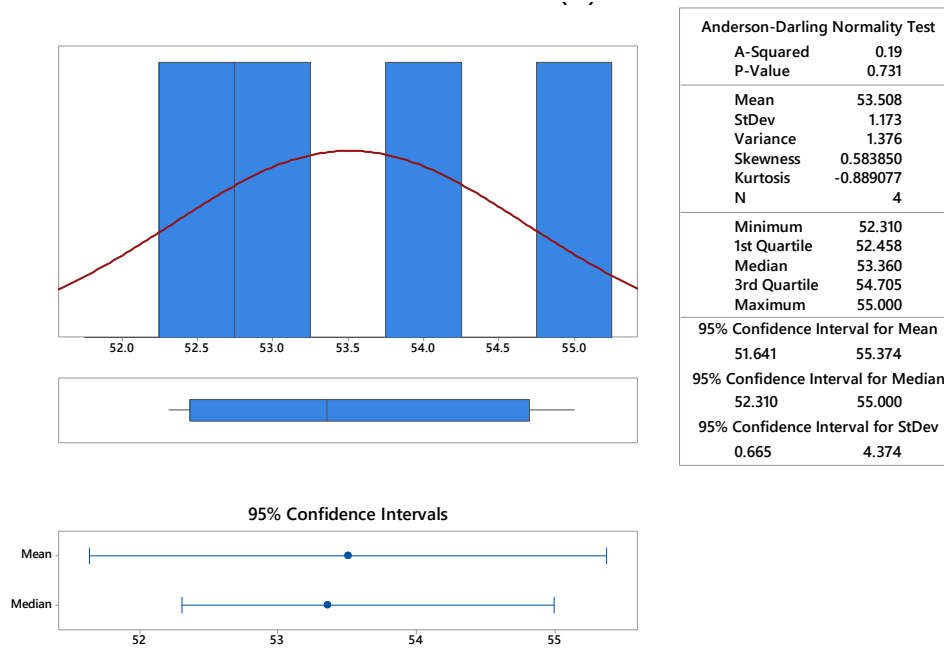 Anderson-Darling Normality Test
A-Squared 0.19
P-Value 0.731
Mean 53.508
StDev 1.173
Variance 1.376
Skewness 0.583850
Kurtosis -0.889077
N 4
Minimum 52.310
1st Quartile 52.458
Median 53.360
3rd Quartile 54.705
Maximum 55.000
95% Confidence Interval for Mean
51.641 55.374
95% Confidence Interval for Median
52.310 55.000
95% Confidence Interval for StDev
0.665 4.374
52.0 52.5 53.0 53.5 54.0 54.5 55.0
95% Confidence Intervals
Mean
Median
52 53 54 55